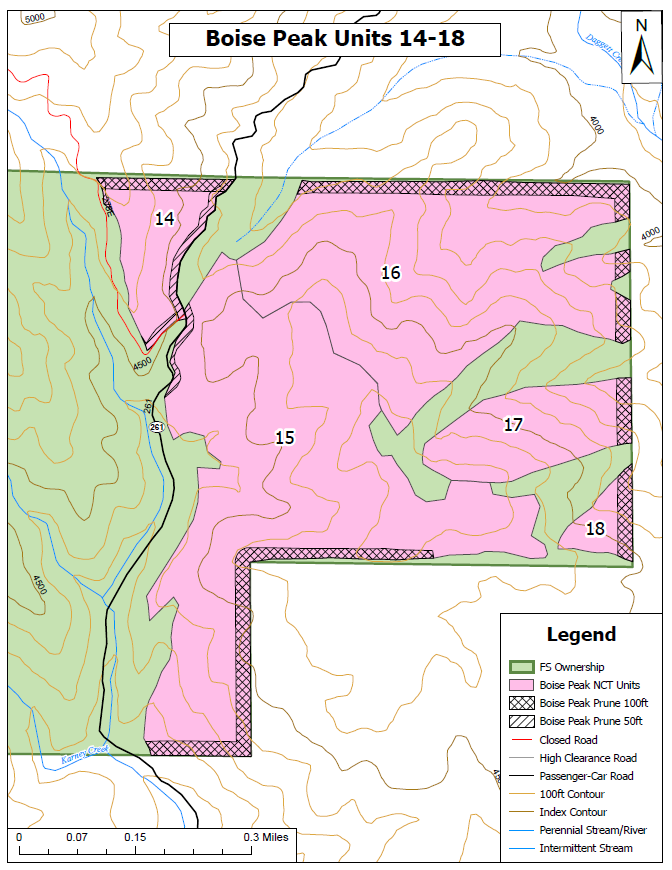 5000
Boise Peak Units 14-18
N
Daggett Cre
4000
14
4000
16
4500
261
261
15
17
18
4500
Legend
FS Ownership
Boise Peak NCT Units
Boise Peak Prune 100ft
Boise Peak Prune 50ft
Closed Road
High Clearance Road
Passenger-Car Road
100ft Contour
Index Contour
Perennial Stream/River
Intermittent Stream
Karney Creek
0 0.07 0.15 0.3 Miles